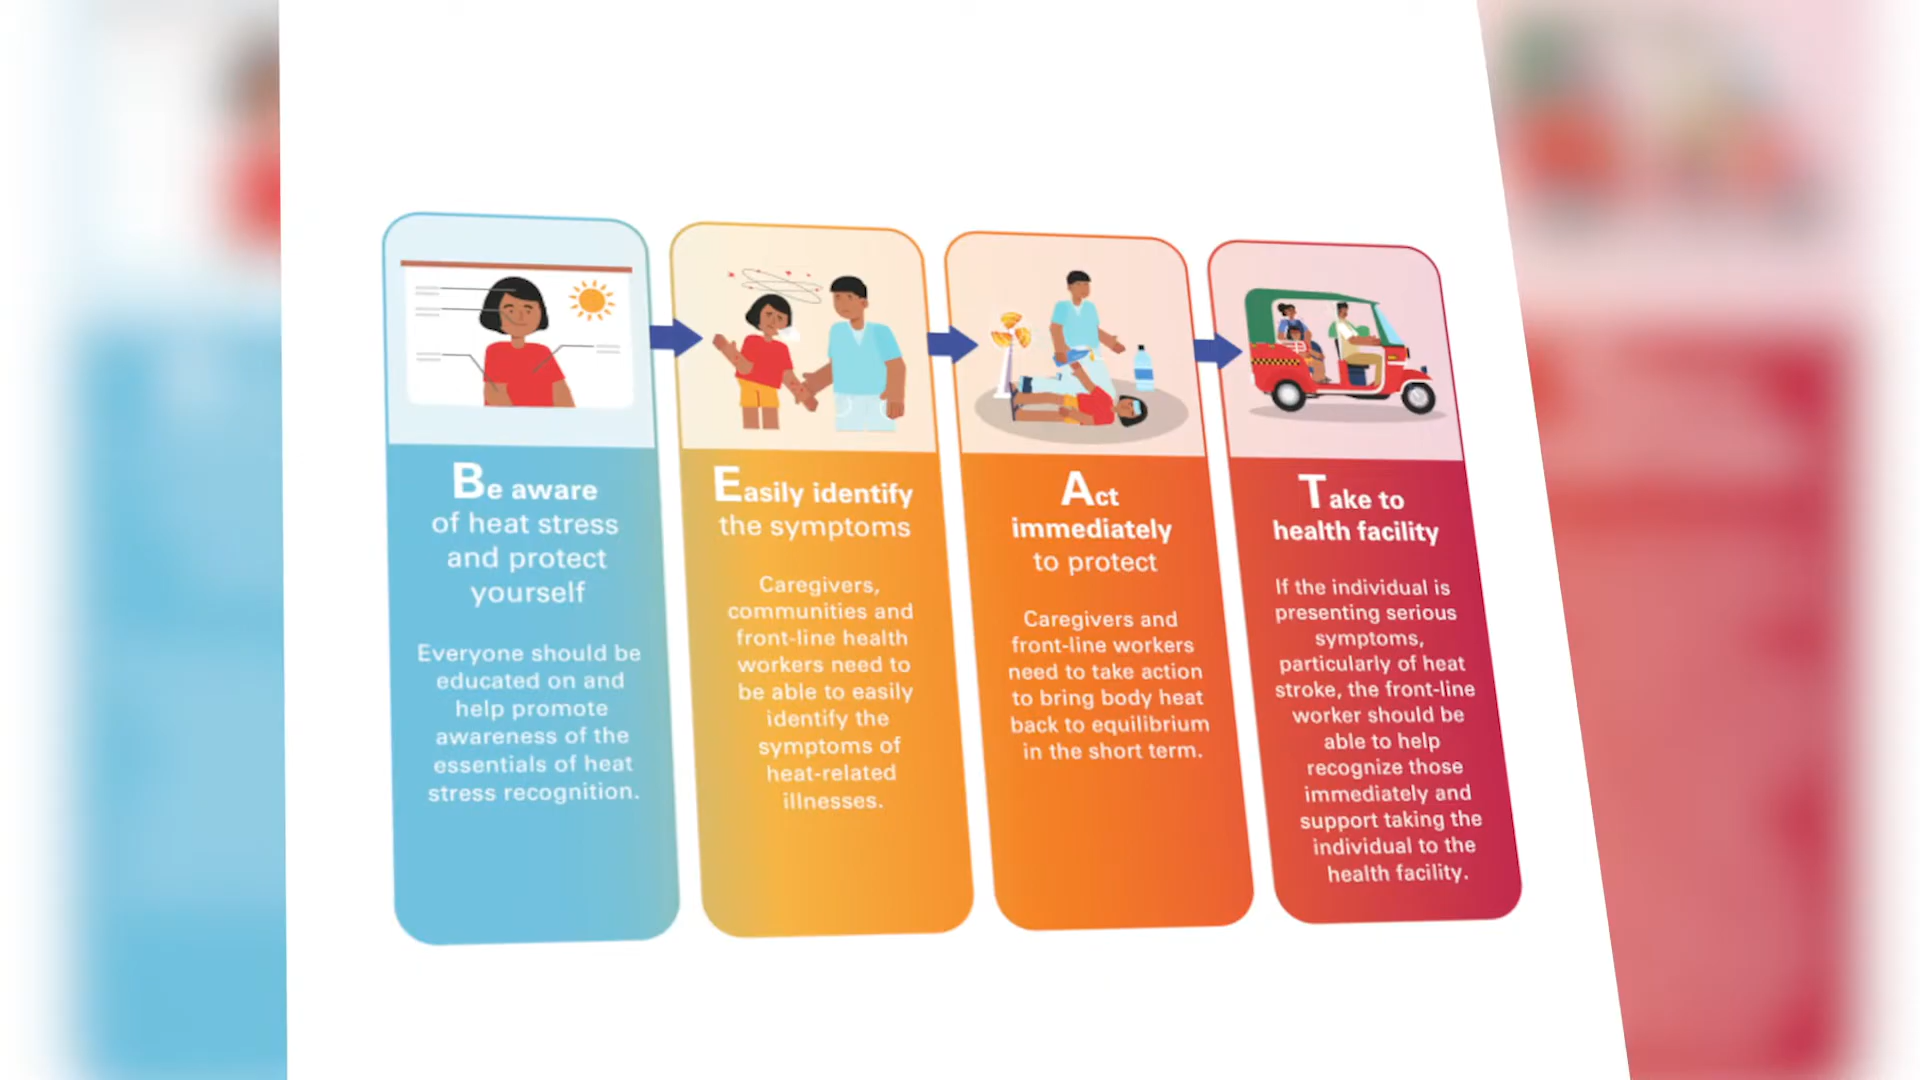 Be aware
of heat stress
and protect
yourself
Everyone should be
educated on and
help promote
awareness of the
essentials of heat
stress recognition.
Easily identify
the symptoms
Caregivers,
communities and
front-line health
workers need to
be able to easily
identify the
symptoms of
heat-related
illnesses.
Act
immediately
to protect
Caregivers and
front-line workers
need to take action
to bring body heat
back to equilibrium
in the short term.
Take to
health facility
If the individual is
presenting serious
symptoms,
particularly of heat
stroke, the front-line
worker should be
able to help
recognize those
immediately and
support taking the
individual to the
health facility.